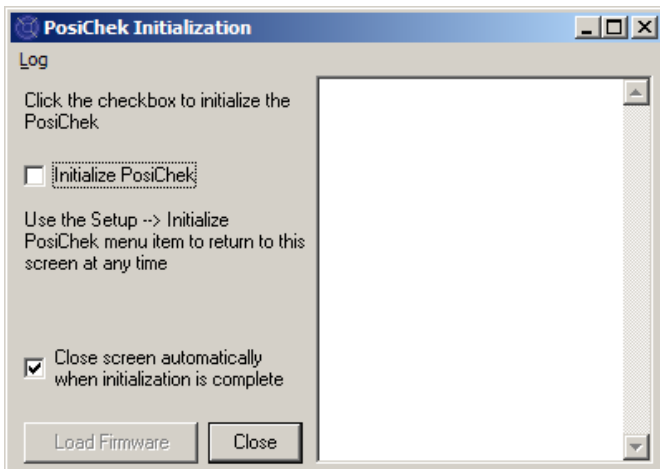 PosiChek Initialization
Log
Click the checkbox to initialize the
PosiChek
Initialize PosiChek
Use the Setup --> Initialize
PosiChek menu item to return to this
screen at any time
Close screen automatically
when initialization is complete
Load Firmware
Close